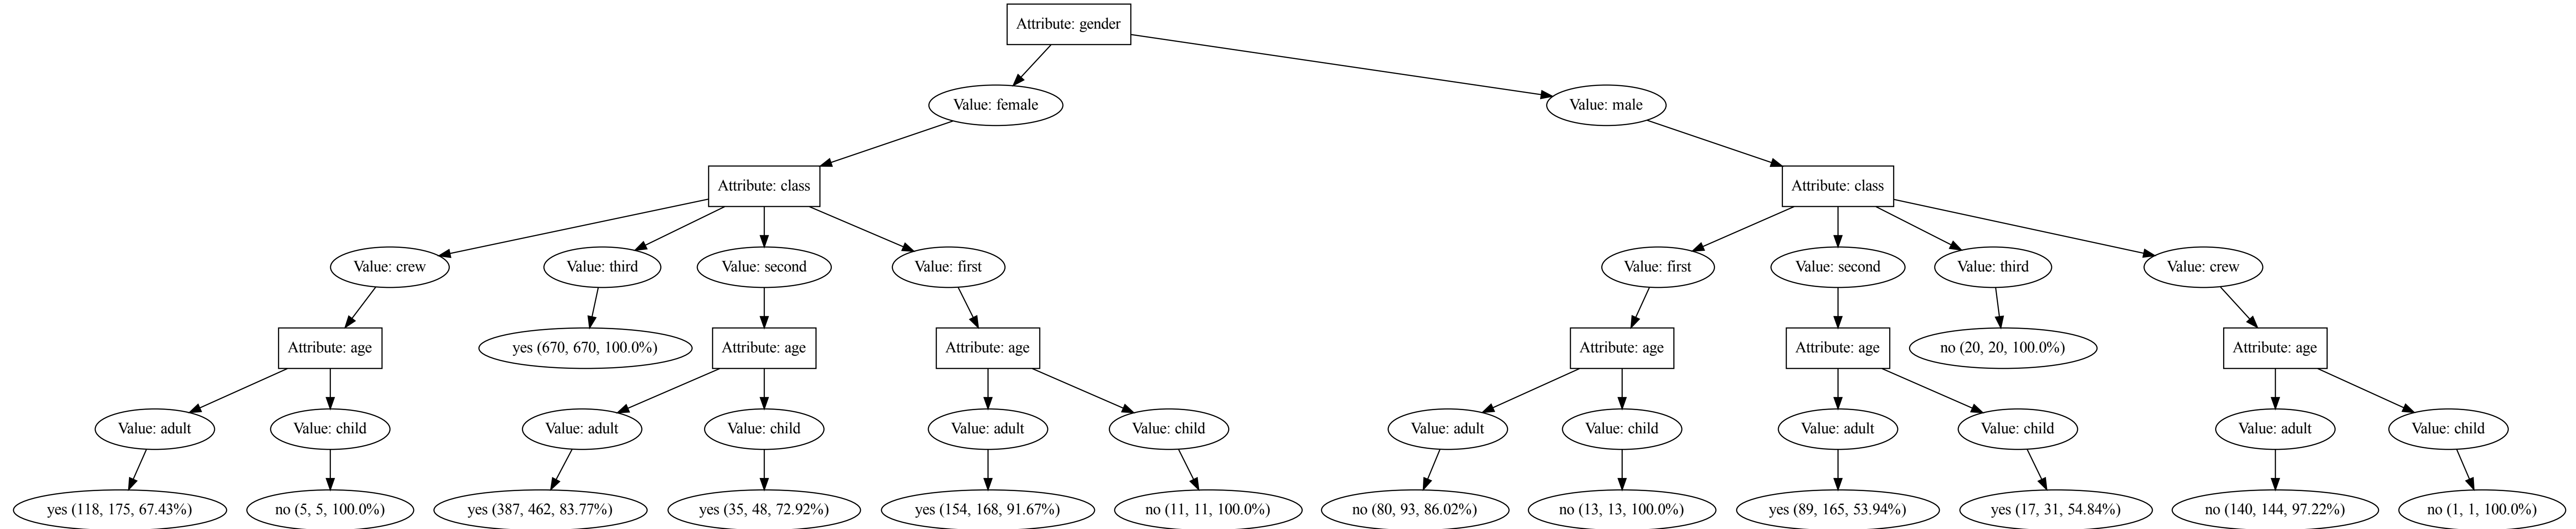 Attribute: gender
Value: female
Value: male
Attribute: class
Attribute: class
Value: crew
Value: third
Value: second
Value: first
Value: first
Value: second
Value: third
Value: crew
Attribute: age
yes (670, 670, 100.0%)
Attribute: age
Attribute: age
Attribute: age
Attribute: age
no (20, 20, 100.0%)
Attribute: age
Value: adult
Value: child
Value: adult
Value: child
Value: adult
Value: child
Value: adult
Value: child
Value: adult
Value: child
Value: adult
Value: child
yes (118, 175, 67.43%)
no (5, 5, 100.0%)
yes (387, 462, 83.77%)
yes (35, 48, 72.92%)
yes (154, 168, 91.67%)
no (11, 11, 100.0%)
no (80, 93, 86.02%)
no (13, 13, 100.0%)
yes (89, 165, 53.94%)
yes (17, 31, 54.84%)
no (140, 144, 97.22%)
no (1, 1, 100.0%)